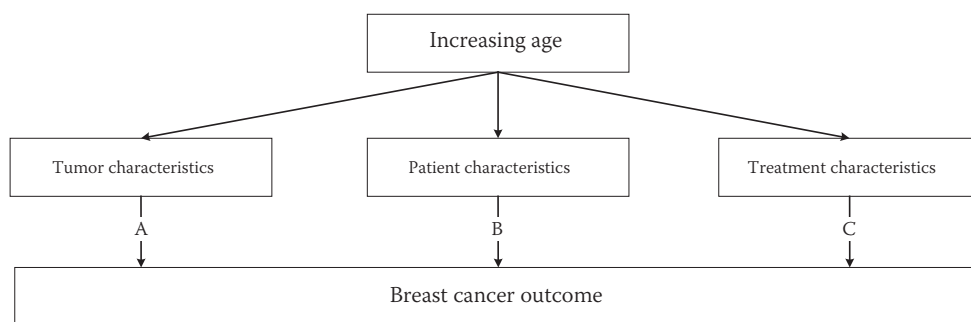 Increasing age
Tumor characteristics
Patient characteristics
Treatment characteristics
A
B
C
Breast cancer outcome